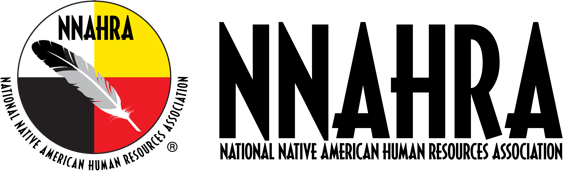 NNAHRA
NATIONAL NATIVE AMERICAN HUMAN RESOURCES ASSOCIATION
®
NNAHRA
NATIONAL NATIVE AMERICAN HUMAN RESOURCES ASSOCIATION